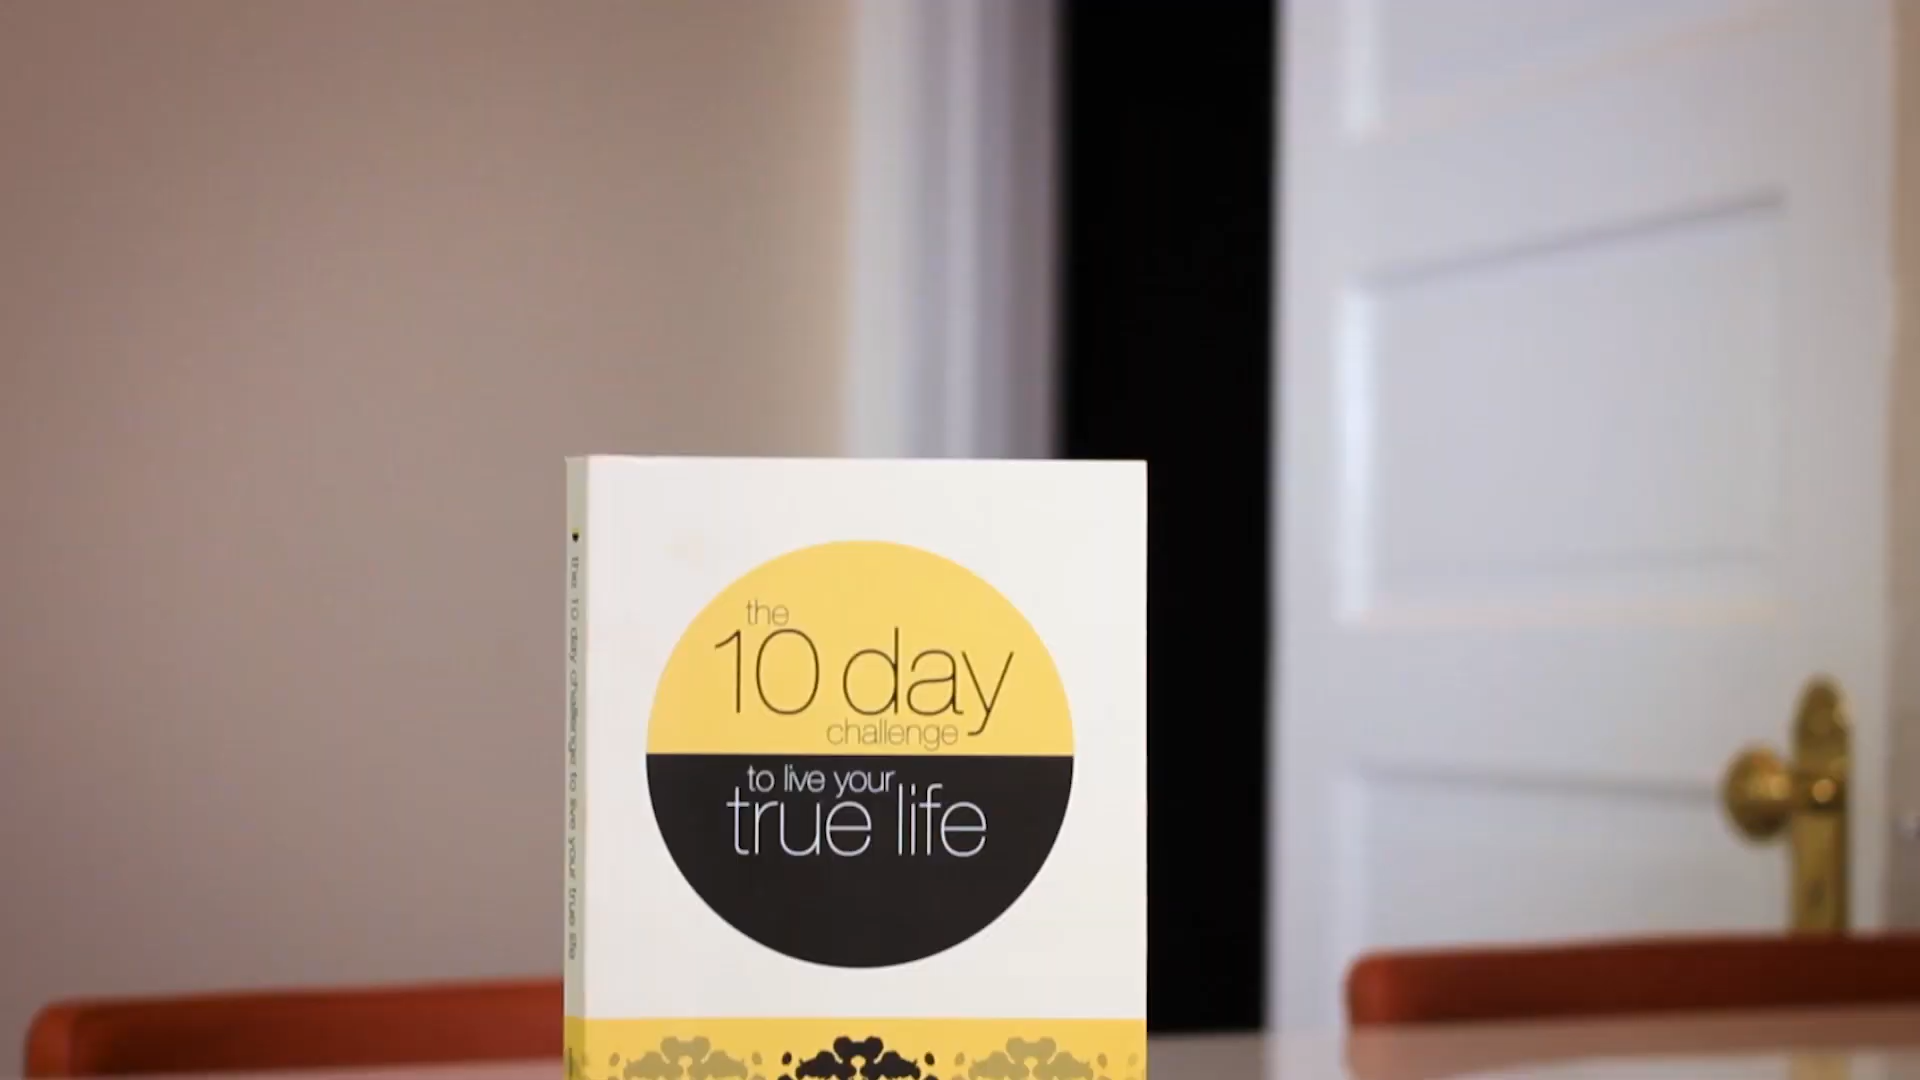 the
10 day
challenge
to live your
true life
the 10 day challenge to live your true life